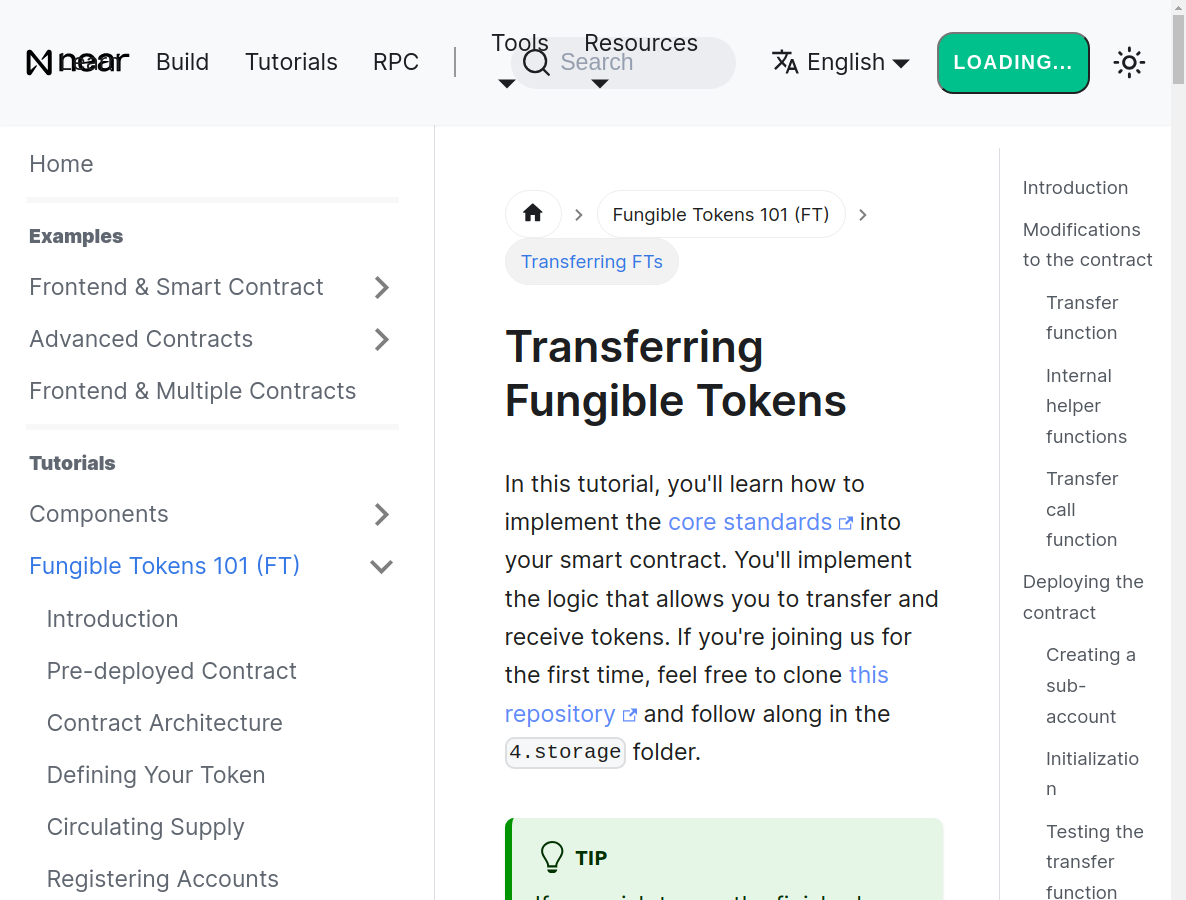 near
Learn
Build
Tutorials
RPC
Tools
Resources
Search
English
LOADING...
Home
Examples
Frontend & Smart Contract
Advanced Contracts
Frontend & Multiple Contracts
Tutorials
Components
Fungible Tokens 101 (FT)
Introduction
Pre-deployed Contract
Contract Architecture
Defining Your Token
Circulating Supply
Registering Accounts
Fungible Tokens 101 (FT)
Transferring FTs
Transferring
Fungible Tokens
In this tutorial, you'll learn how to
implement the core standards into
your smart contract. You'll implement
the logic that allows you to transfer and
receive tokens. If you're joining us for
the first time, feel free to clone this
repository and follow along in the
4.storage folder.
TIP
Introduction
Modifications
to the contract
Transfer
function
Internal
helper
functions
Transfer
call
function
Deploying the
contract
Creating a
sub-
account
Initializatio
n
Testing the
transfer
function